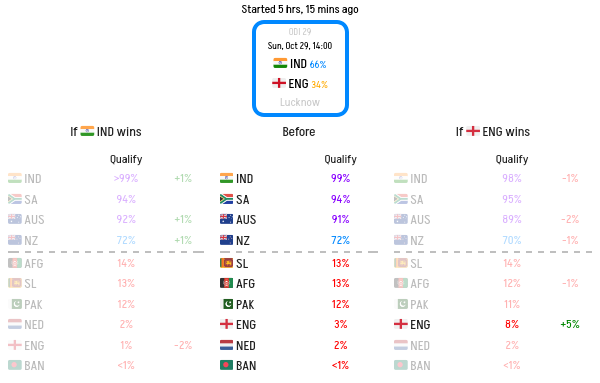 Started 5 hrs, 15 mins ago
ODI 29
Sun, Oct 29, 14:00
IND 66%
ENG 34%
Lucknow
If IND wins
Before
If ENG wins
Qualify
Qualify
Qualify
IND >99% +1%
IND 99%
IND 98% -1%
SA 94%
SA 94%
SA 95%
AUS 92% +1%
AUS 91%
AUS 89% -2%
NZ 72% +1%
NZ 72%
NZ 70% -1%
AFG 14%
SL 13%
SL 14%
SL 13%
AFG 13%
AFG 12% -1%
PAK 12%
PAK 12%
PAK 11%
NED 2%
ENG 3%
ENG 8% +5%
ENG 1% -2%
NED 2%
NED 2%
BAN <1%
BAN <1%
BAN <1%